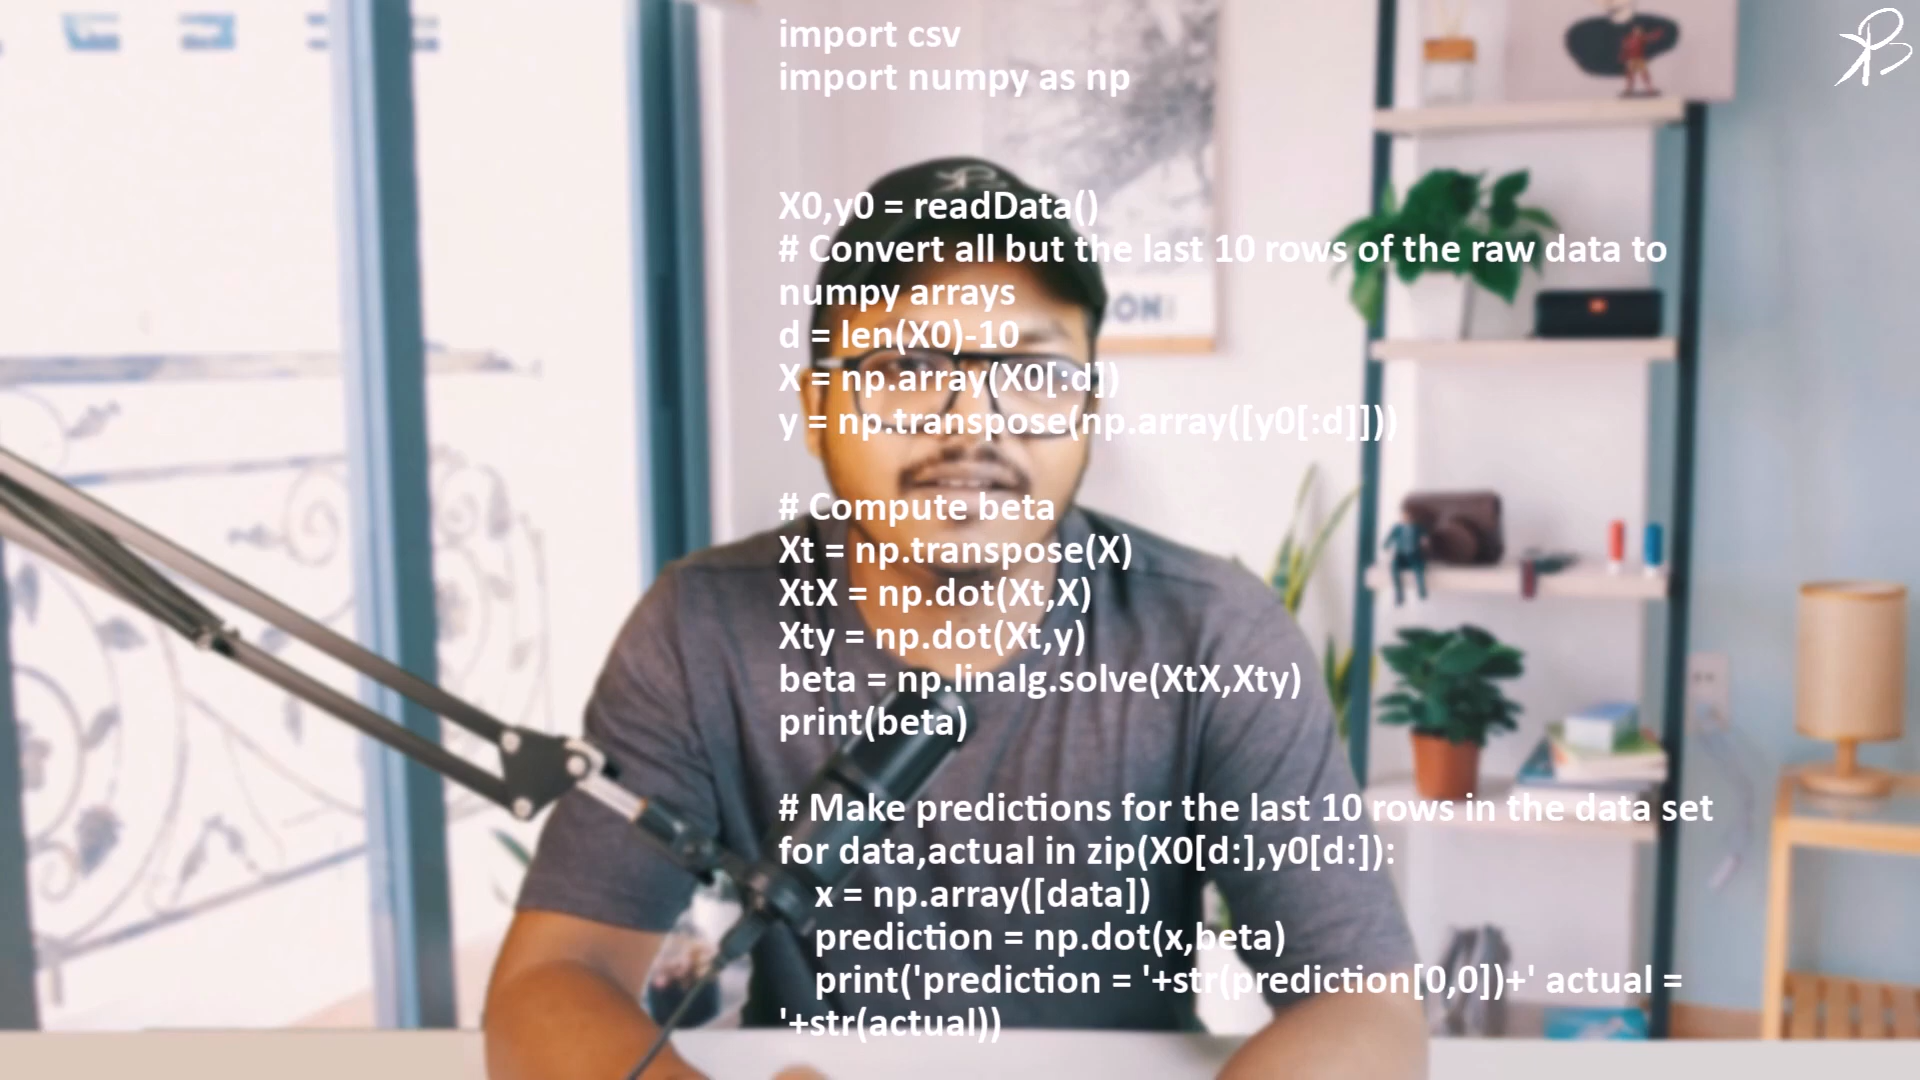 import csv
import numpy as np
X0,y0 = readData()
# Convert all but the last 10 rows of the raw data to
numpy arrays
d = len(X0)-10
X = np.array(X0[:d])
y = np.transpose(np.array([y0[:d]]))
# Compute beta
Xt = np.transpose(X)
XtX = np.dot(Xt,X)
Xty = np.dot(Xt,y)
beta = np.linalg.solve(XtX,Xty)
print(beta)
# Make predictions for the last 10 rows in the data set
for data,actual in zip(X0[d:],y0[d:]):
    x = np.array([data])
    prediction = np.dot(x,beta)
    print('prediction = '+str(prediction[0,0])+' actual =
'+str(actual))